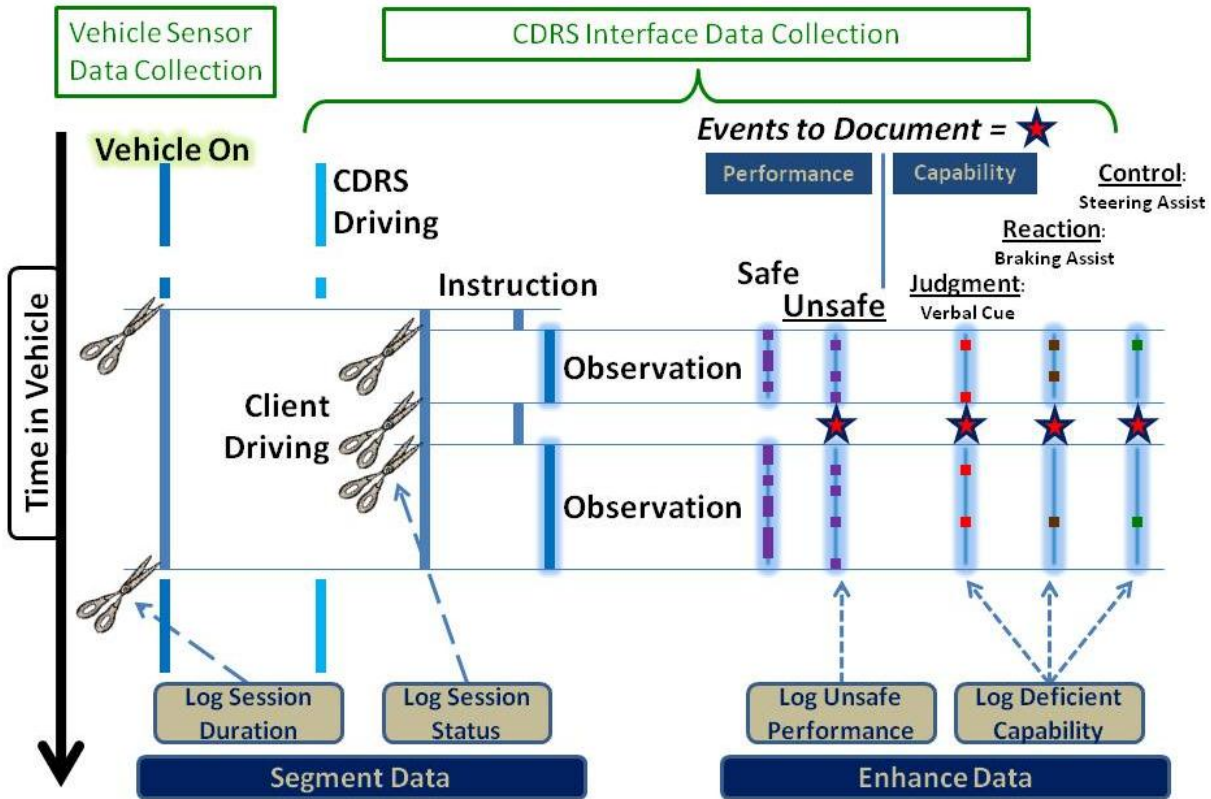 Vehicle Sensor
Data Collection
CDRS Interface Data Collection
Events to Document =
Vehicle On
Performance
Capability
CDRS
Driving
Control:
Steering Assist
Reaction:
Braking Assist
Safe
Unsafe
Judgment:
Verbal Cue
Instruction
Time in Vehicle
Observation
Client
Driving
Observation
Log Session
Duration
Log Session
Status
Log Unsafe
Performance
Log Deficient
Capability
Segment Data
Enhance Data